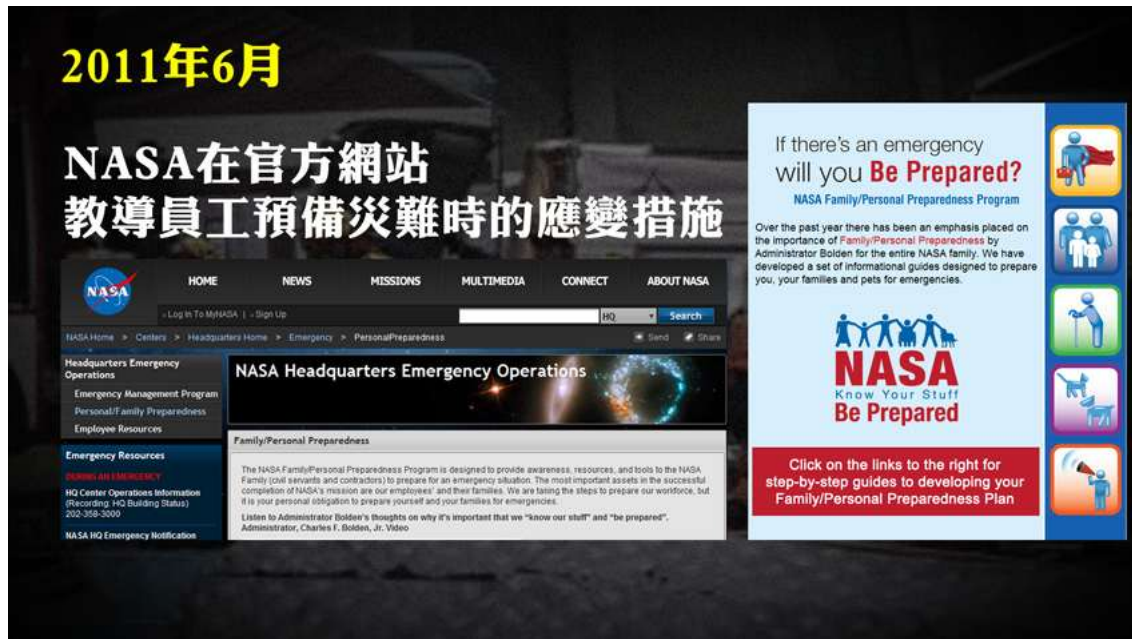 2011年6月
NASA在官方網站
教導員工預備災難時的應變措施
NASA
HOME NEWS MISSIONS MULTIMEDIA CONNECT ABOUT NASA
Log In To MyNASA | Sign Up
HQ Search
NASA Home > Centers > Headquarters Home > Emergency > PersonalPreparedness
Send Share
Headquarters Emergency
Operations
Emergency Management Program
Personal/Family Preparedness
Employee Resources
Emergency Resources
DURING AN EMERGENCY
HQ Center Operations Information
(Recording: HQ Building Status)
202-358-3000
NASA HQ Emergency Notification
NASA Headquarters Emergency Operations
Family/Personal Preparedness
The NASA Family/Personal Preparedness Program is designed to provide awareness, resources, and tools to the NASA
Family (civil servants and contractors) to prepare for an emergency situation. The most important assets in the successful
completion of NASA's mission are our employees' and their families. We are taking the steps to prepare our workforce, but
it is your personal obligation to prepare yourself and your families for emergencies.
Listen to Administrator Bolden's thoughts on why it's important that we "know our stuff" and "be prepared".
Administrator, Charles F. Bolden, Jr. Video
If there's an emergency
will you Be Prepared?
NASA Family/Personal Preparedness Program
Over the past year there has been an emphasis placed on
the importance of Family/Personal Preparedness by
Administrator Bolden for the entire NASA family. We have
developed a set of informational guides designed to prepare
you, your families and pets for emergencies.
NASA
Know Your Stuff
Be Prepared
Click on the links to the right for
step-by-step guides to developing your
Family/Personal Preparedness Plan